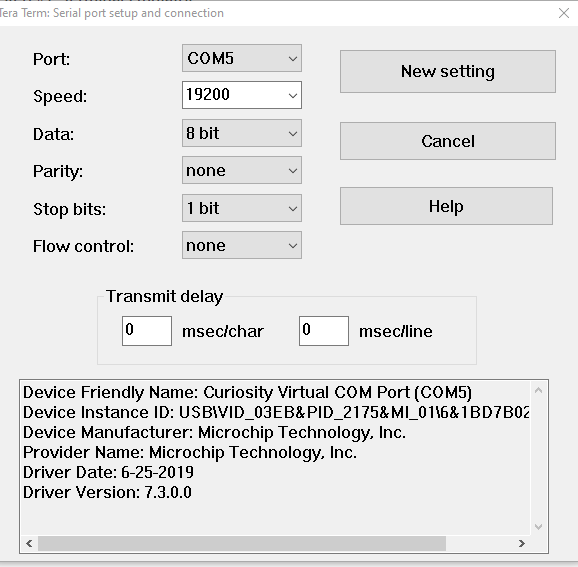 Tera Term: Serial port setup and connection
Port: COM5
New setting
Speed: 19200
Data: 8 bit
Cancel
Parity: none
Stop bits: 1 bit
Help
Flow control: none
Transmit delay
0 msec/char 0 msec/line
Device Friendly Name: Curiosity Virtual COM Port (COM5)
Device Instance ID: USB\VID_03EB&PID_2175&MI_01\6&1BD7B02
Device Manufacturer: Microchip Technology, Inc.
Provider Name: Microchip Technology, Inc.
Driver Date: 6-25-2019
Driver Version: 7.3.0.0